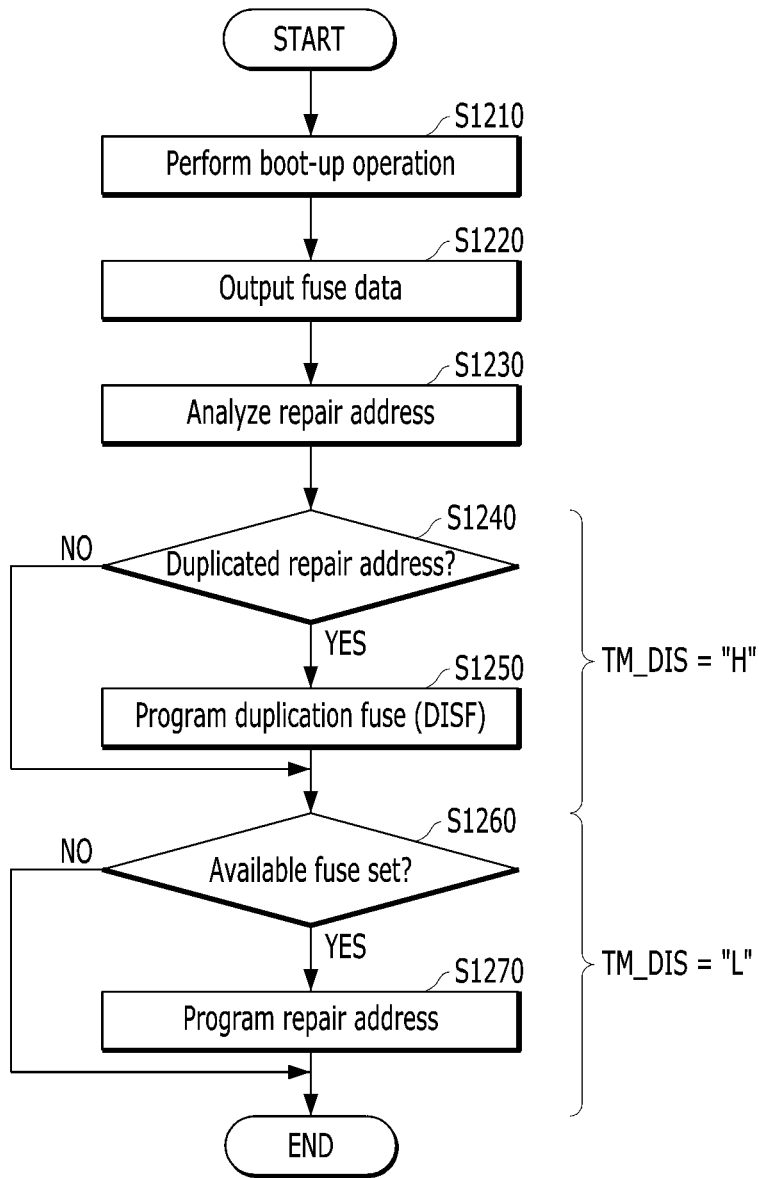 START
S1210
Perform boot-up operation
S1220
Output fuse data
S1230
Analyze repair address
S1240
NO
Duplicated repair address?
YES
TM_DIS = "H"
S1250
Program duplication fuse (DISF)
S1260
NO
Available fuse set?
YES
TM_DIS = "L"
S1270
Program repair address
END